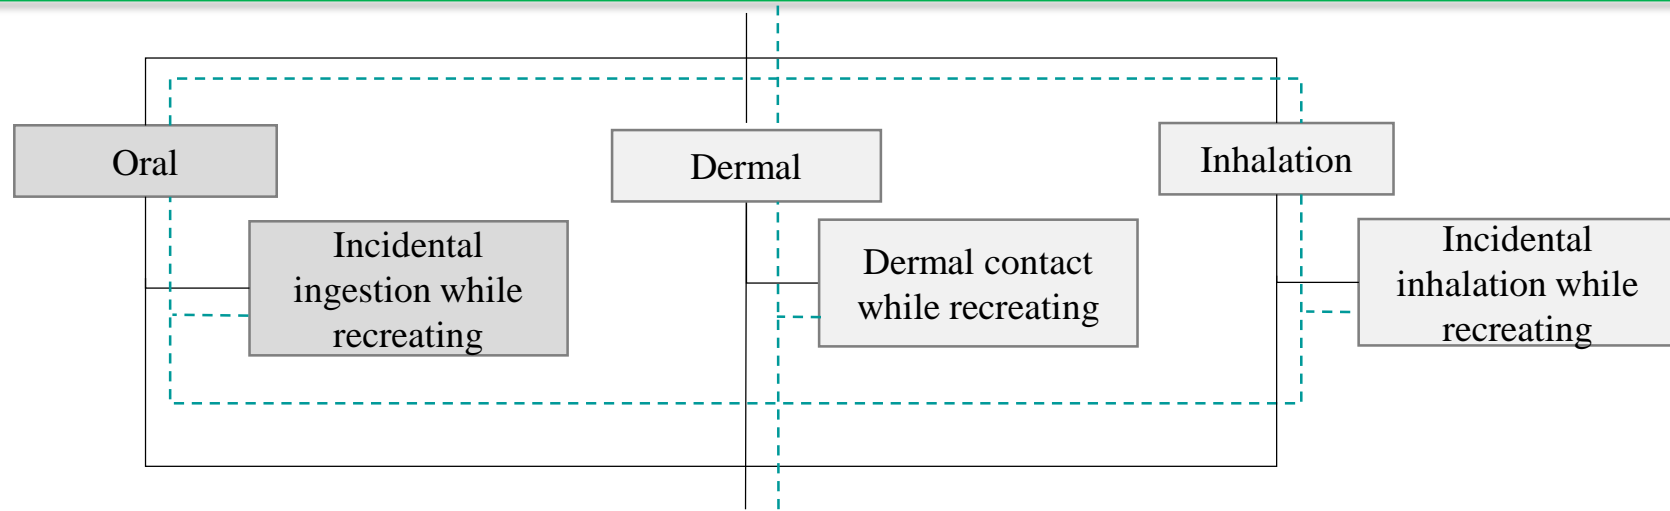 Oral
Dermal
Inhalation
Incidental
ingestion while
recreating
Dermal contact
while recreating
Incidental
inhalation while
recreating